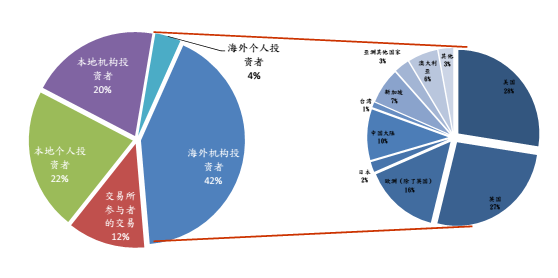 本地机构投
资者
20%
海外个人投
资者
4%
本地个人投
资者
22%
海外机构投
资者
42%
交易所
参与者
的交易
12%
亚洲其他国家
3%
澳大利
亚
6%
其他
3%
美国
28%
新加坡
7%
台湾
1%
中国大陆
10%
日本
2%
欧洲（除了英国）
16%
英国
27%